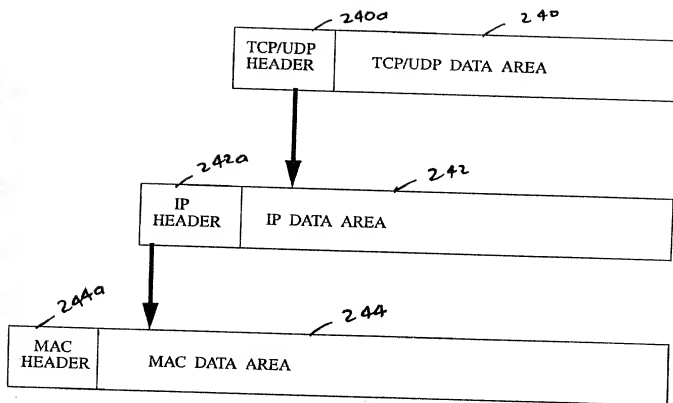 240a 240
TCP/UDP
HEADER
TCP/UDP DATA AREA
242a 242
IP
HEADER
IP DATA AREA
244a 244
MAC
HEADER
MAC DATA AREA